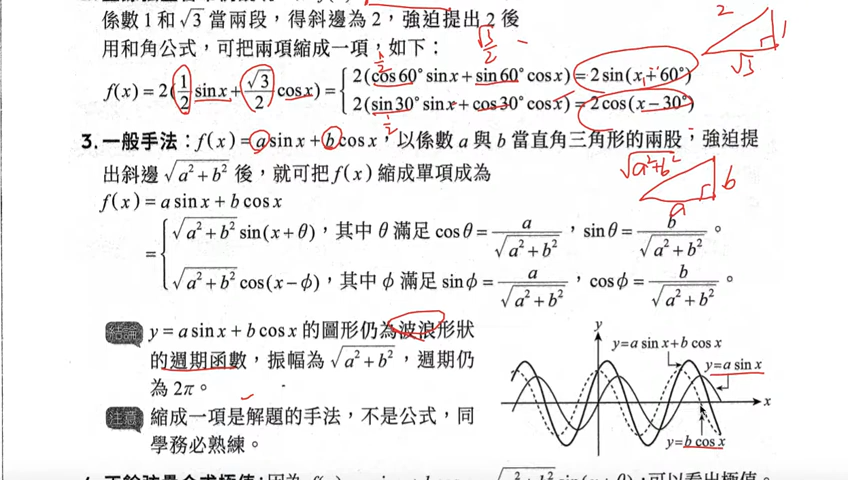 係數 1 和 √3 當兩段,得斜邊為 2,強迫提出 2 後
用和角公式,可把兩項縮成一項,如下:
f(x) = 2(1/2 sin x + √3/2 cos x) = { 2(cos 60° sin x + sin 60° cos x) = 2 sin(x + 60°)
2(sin 30° sin x + cos 30° cos x) = 2 cos(x − 30°)
√3/2
1/2
1/2
2
1
√3
3. 一般手法:f(x) = a sin x + b cos x,以係數 a 與 b 當直角三角形的兩股,強迫提
出斜邊 √(a² + b²) 後,就可把 f(x) 縮成單項成為
√(a² + b²)
b
a
f(x) = a sin x + b cos x
= { √(a² + b²) sin(x + θ),其中 θ 滿足 cos θ = a/√(a² + b²),sin θ = b/√(a² + b²)。
√(a² + b²) cos(x − ϕ),其中 ϕ 滿足 sin ϕ = a/√(a² + b²),cos ϕ = b/√(a² + b²)。
結論 y = a sin x + b cos x 的圖形仍為波浪形狀
的週期函數,振幅為 √(a² + b²),週期仍
為 2π。
注意 縮成一項是解題的手法,不是公式,同
學務必熟練。
y
y = a sin x + b cos x
y = a sin x
x
y = b cos x